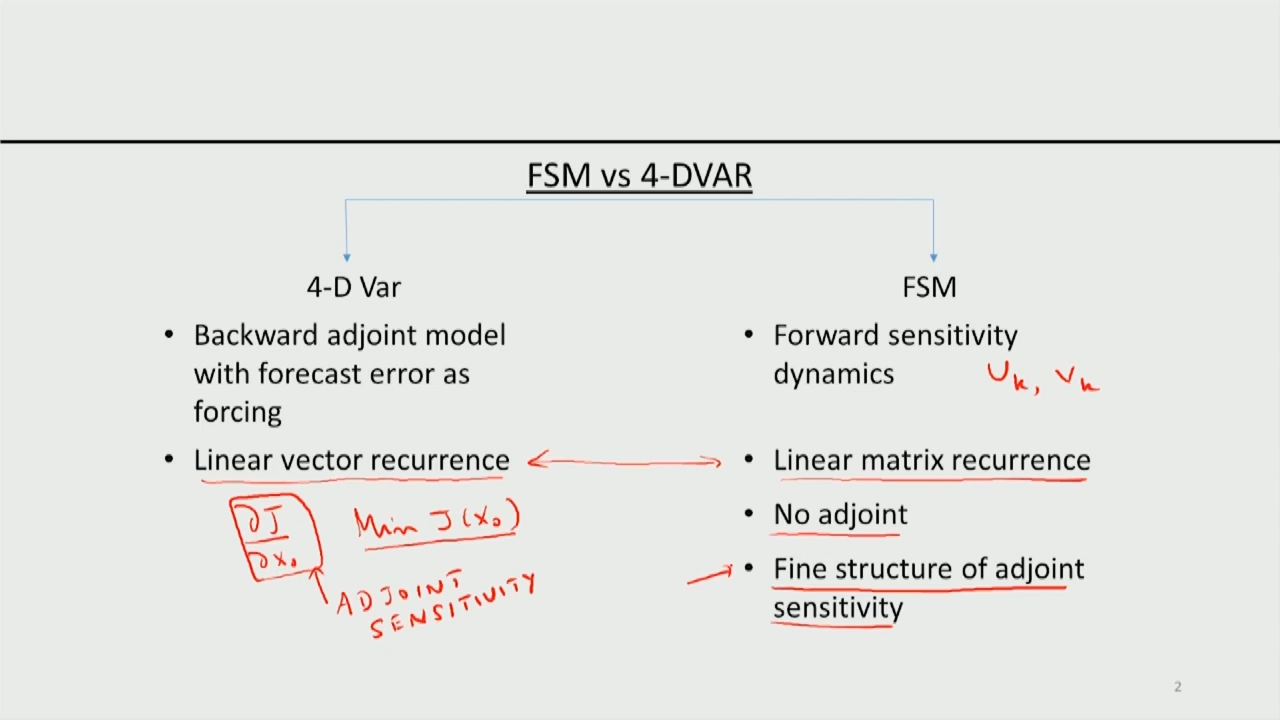 FSM vs 4-DVAR
4-D Var
• Backward adjoint model
with forecast error as
forcing
• Linear vector recurrence
∂J
∂x₀
Min J(x₀)
ADJOINT
SENSITIVITY
FSM
• Forward sensitivity
dynamics
Uₖ, Vₖ
• Linear matrix recurrence
• No adjoint
• Fine structure of adjoint
sensitivity
2